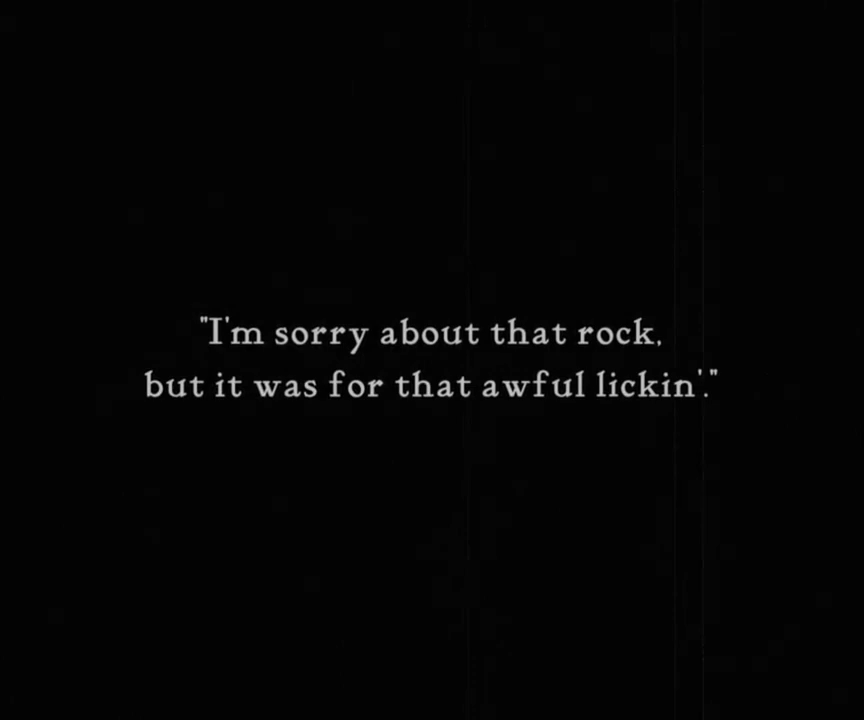 "I'm sorry about that rock,
but it was for that awful lickin'."